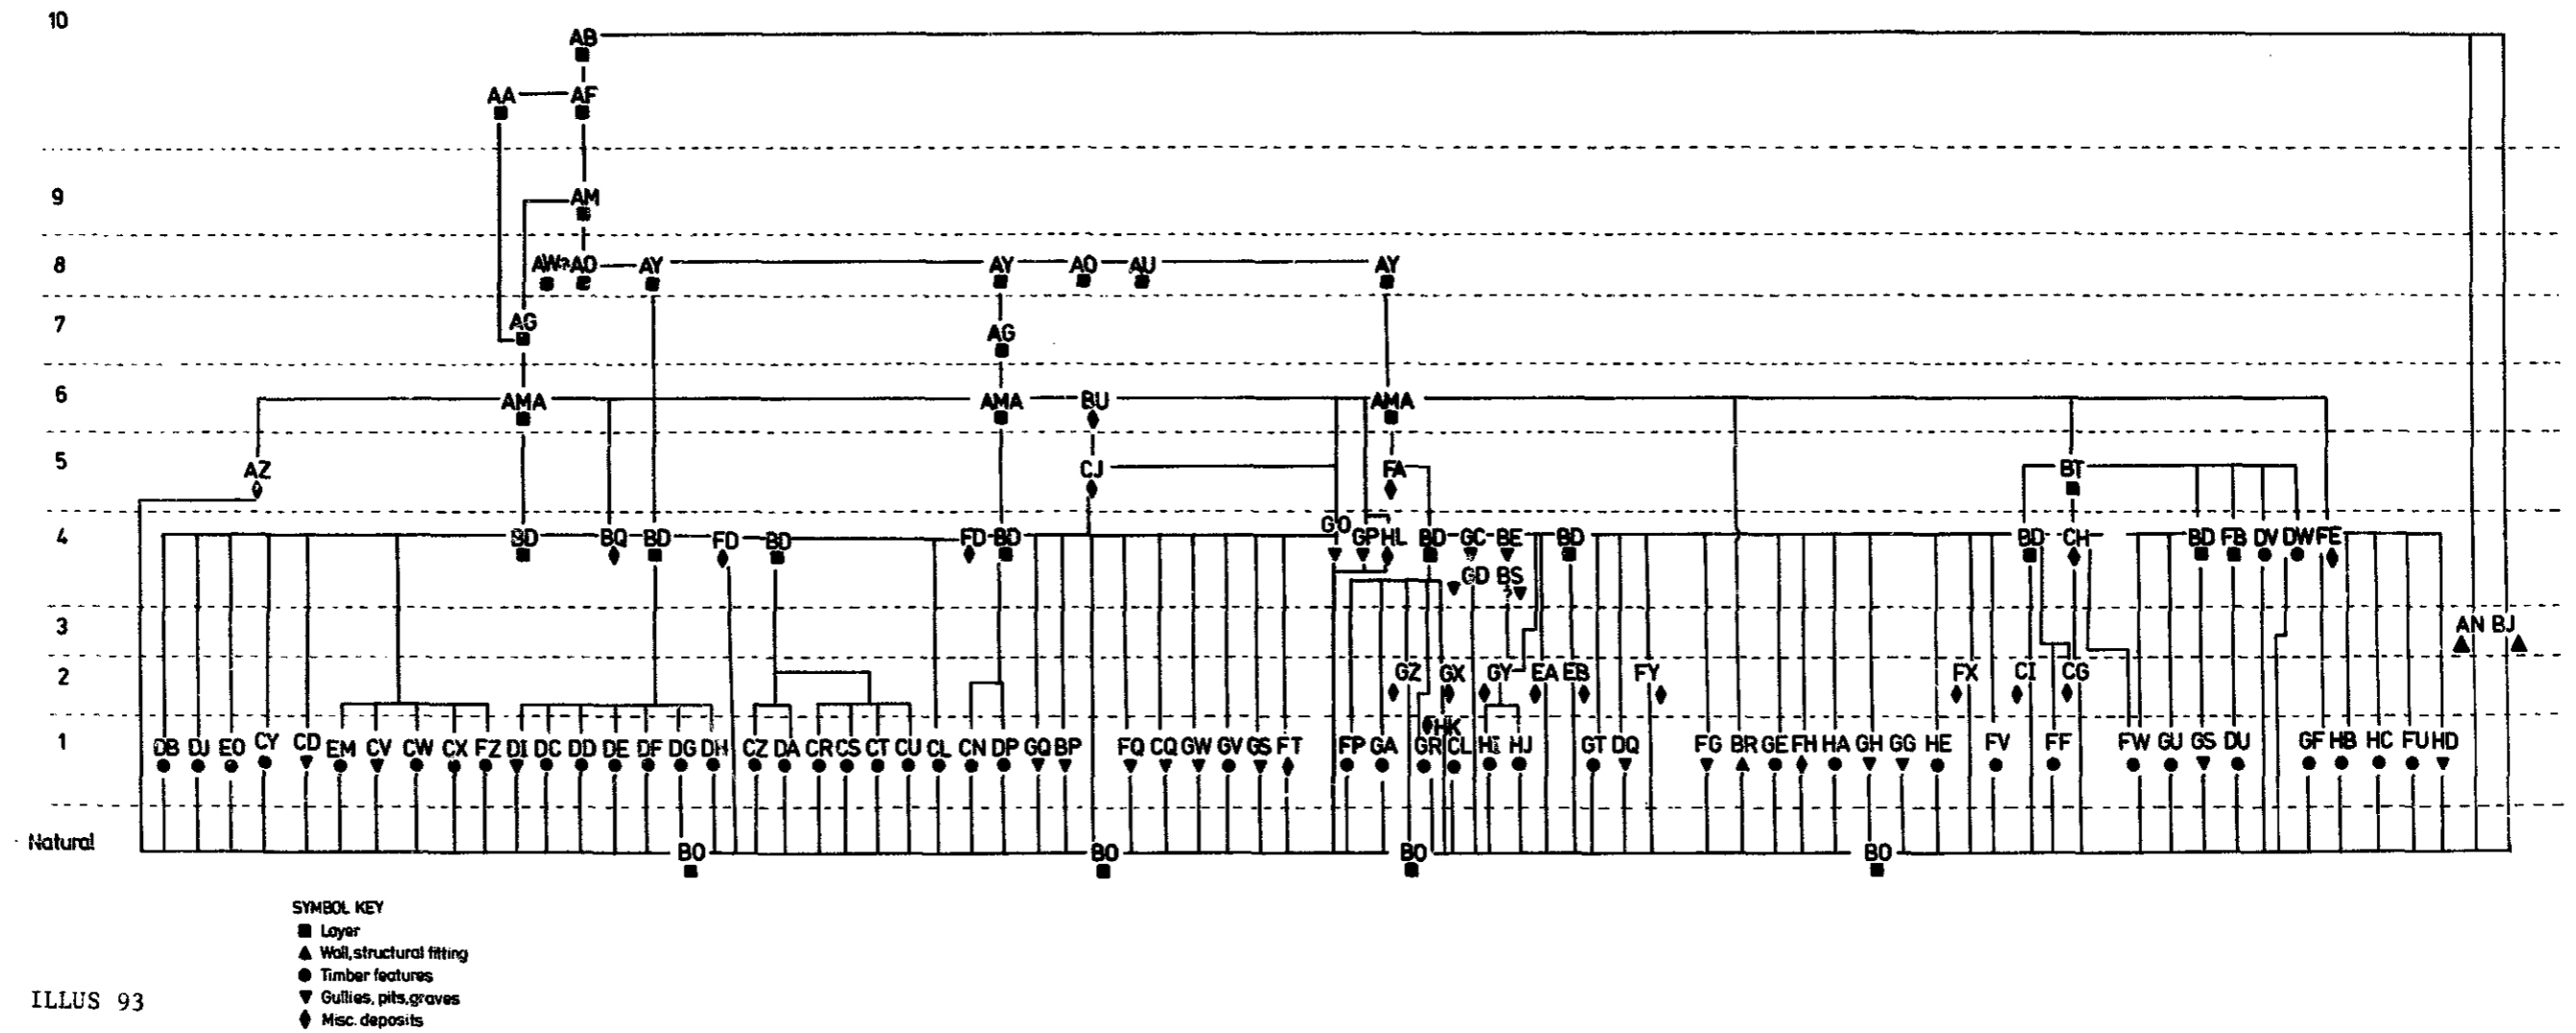 10
AB
AA AF
9
AM
8
AW? AO AY AY AO AU AY
7
AG AG
6
AMA AMA BU AMA
5
AZ CJ FA BT
4
BD BQ BD FD BD FD BD GO GP HL BD GC BE BD BD CH BD FB DV DW FE
GD BS
?
3
AN BJ
2
GZ GX GY EA EB FY FX CI CG
HK
1
DB DJ EO CY CD EM CV CW CX FZ DI DC DD DE DF DG DH CZ DA CR CS CT CU CL CN DP GQ BP FQ CQ GW GV GS FT FP GA GR CL HI HJ GT DQ FG BR GE FH HA GH GG HE FV FF FW GU GS DU GF HB HC FU HD
Natural
BO BO BO BO
SYMBOL KEY
Layer
Wall, structural fitting
Timber features
Gullies, pits, graves
Misc. deposits
ILLUS 93